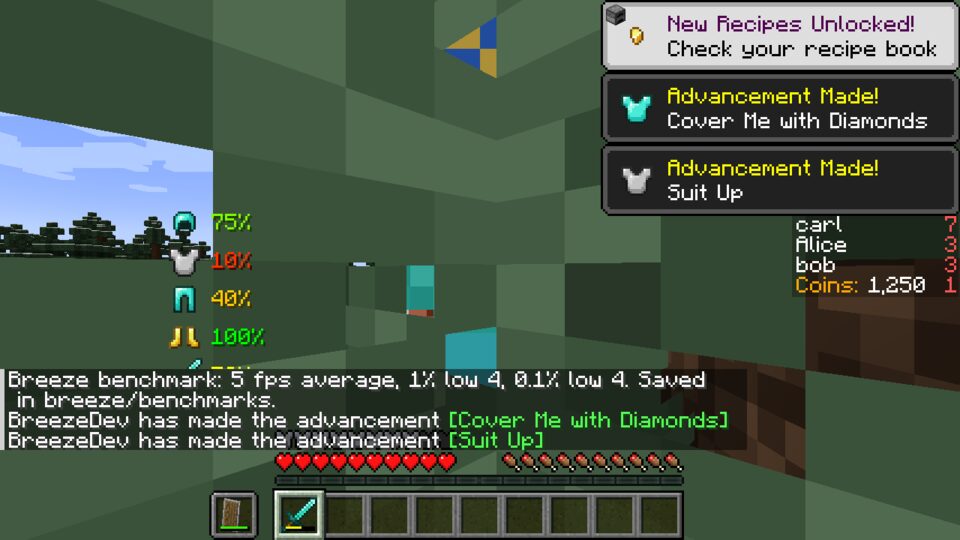 New Recipes Unlocked!
Check your recipe book
Advancement Made!
Cover Me with Diamonds
Advancement Made!
Suit Up
carl 7
Alice 3
bob 3
Coins: 1,250 1
75%
10%
40%
100%
Breeze benchmark: 5 fps average, 1% low 4, 0.1% low 4. Saved
in breeze/benchmarks.
BreezeDev has made the advancement [Cover Me with Diamonds]
BreezeDev has made the advancement [Suit Up]